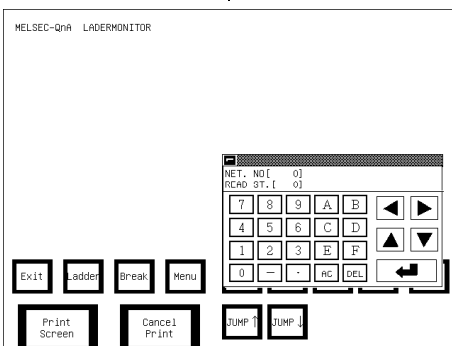 MELSEC-QnA LADERMONITOR
NET. NO[ 0]
READ ST.[ 0]
7 8 9 A B
4 5 6 C D
1 2 3 E F
0 - · AC DEL
Exit Ladder Break Menu
Print
Screen
Cancel
Print
JUMP ↑ JUMP ↓